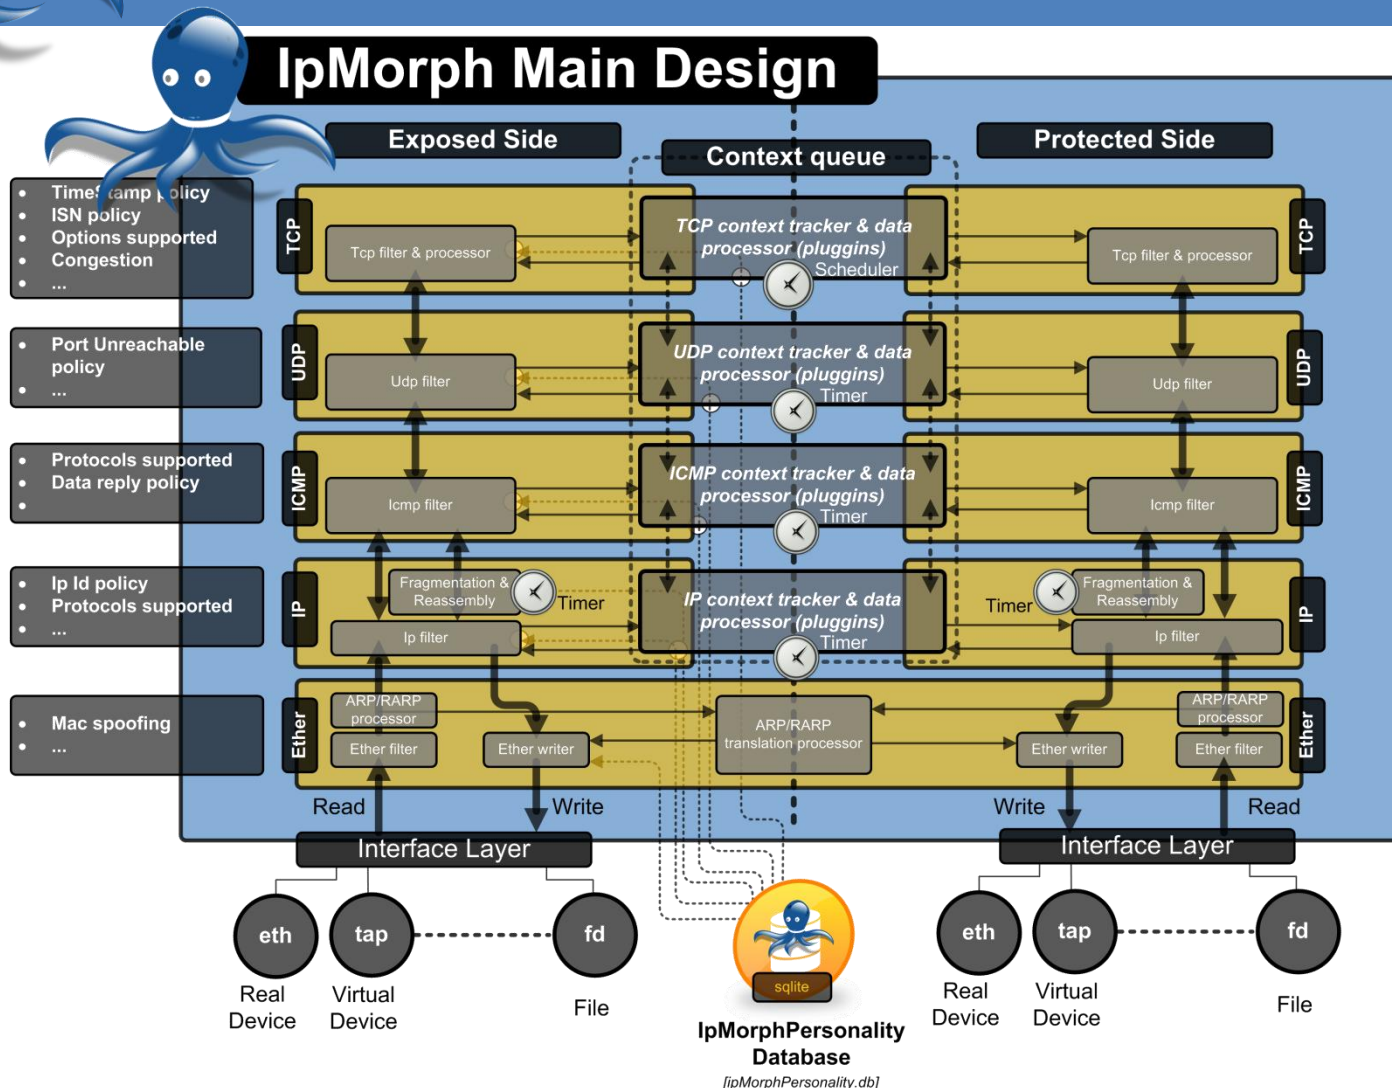 IpMorph Main Design
Exposed Side
Context queue
Protected Side
• TimeStamp policy
• ISN policy
• Options supported
• Congestion
• ...
TCP
Tcp filter & processor
TCP context tracker & data
processor (pluggins)
Scheduler
Tcp filter & processor
TCP
• Port Unreachable
policy
• ...
UDP
Udp filter
UDP context tracker & data
processor (pluggins)
Timer
Udp filter
UDP
• Protocols supported
• Data reply policy
•
ICMP
Icmp filter
ICMP context tracker & data
processor (pluggins)
Timer
Icmp filter
ICMP
• Ip Id policy
• Protocols supported
• ...
IP
Fragmentation &
Reassembly
Timer
Ip filter
IP context tracker & data
processor (pluggins)
Timer
Timer
Fragmentation &
Reassembly
Ip filter
IP
• Mac spoofing
• ...
Ether
ARP/RARP
processor
Ether filter
Ether writer
ARP/RARP
translation processor
Ether writer
ARP/RARP
processor
Ether filter
Ether
Read
Write
Write
Read
Interface Layer
Interface Layer
eth
tap
fd
eth
tap
fd
Real
Device
Virtual
Device
File
sqlite
Real
Device
Virtual
Device
File
IpMorphPersonality
Database
[ipMorphPersonality.db]